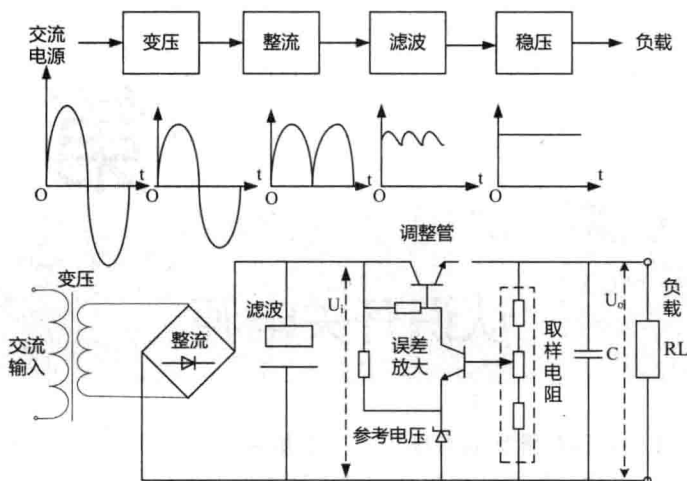 交流
电源
变压
整流
滤波
稳压
负载
O
t
O
t
O
t
O
t
O
t
调整管
变压
交流
输入
整流
滤波
Ui
误差
放大
参考电压
取样电阻
C
Uo
负载
RL